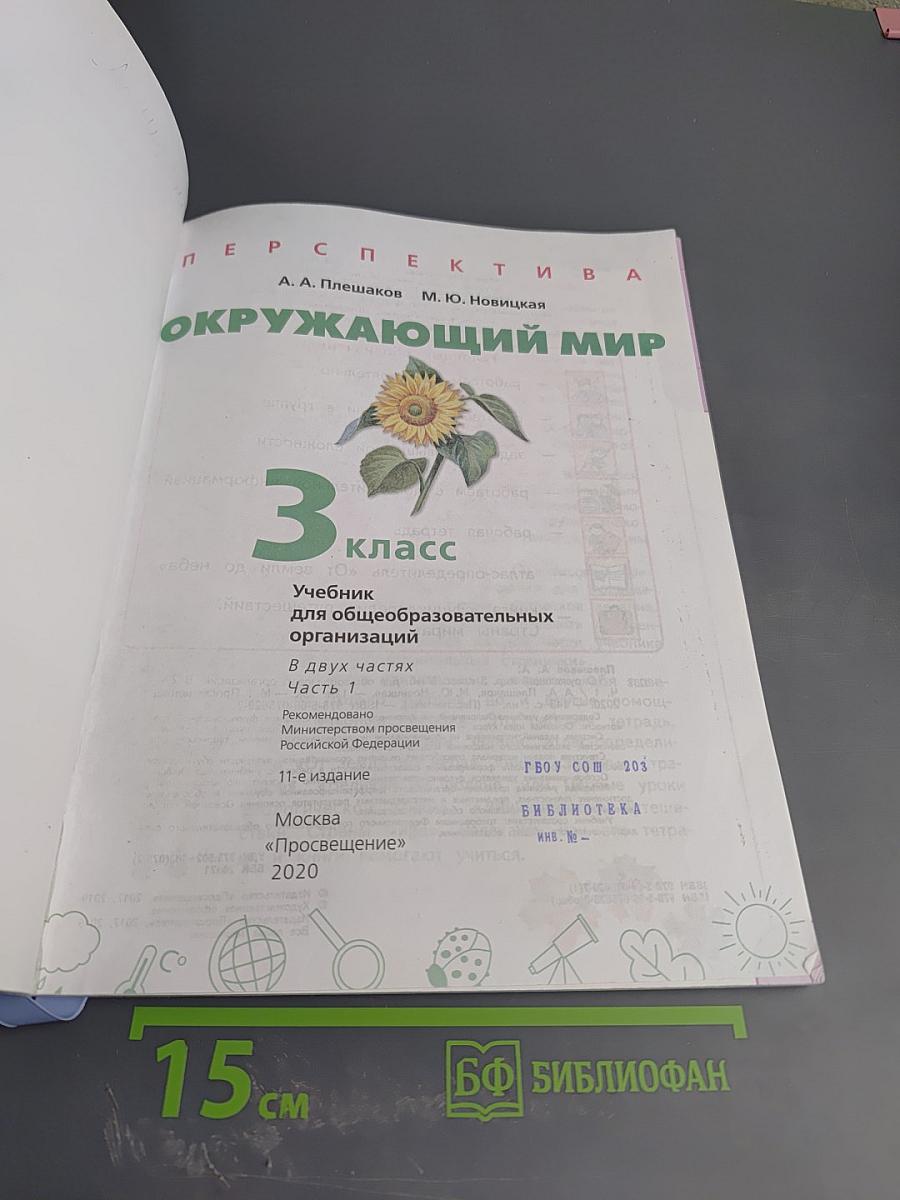 ПЕРСПЕКТИВА
А. А. Плешаков М. Ю. Новицкая
ОКРУЖАЮЩИЙ МИР
3 класс
Учебник
для общеобразовательных
организаций
В двух частях
Часть 1
Рекомендовано
Министерством просвещения
Российской Федерации
11-е издание
ГБОУ СОШ 203
БИБЛИОТЕКА
ИНВ. № —
Москва
«Просвещение»
2020
С°
15 см
БФ БИБЛИОФАН